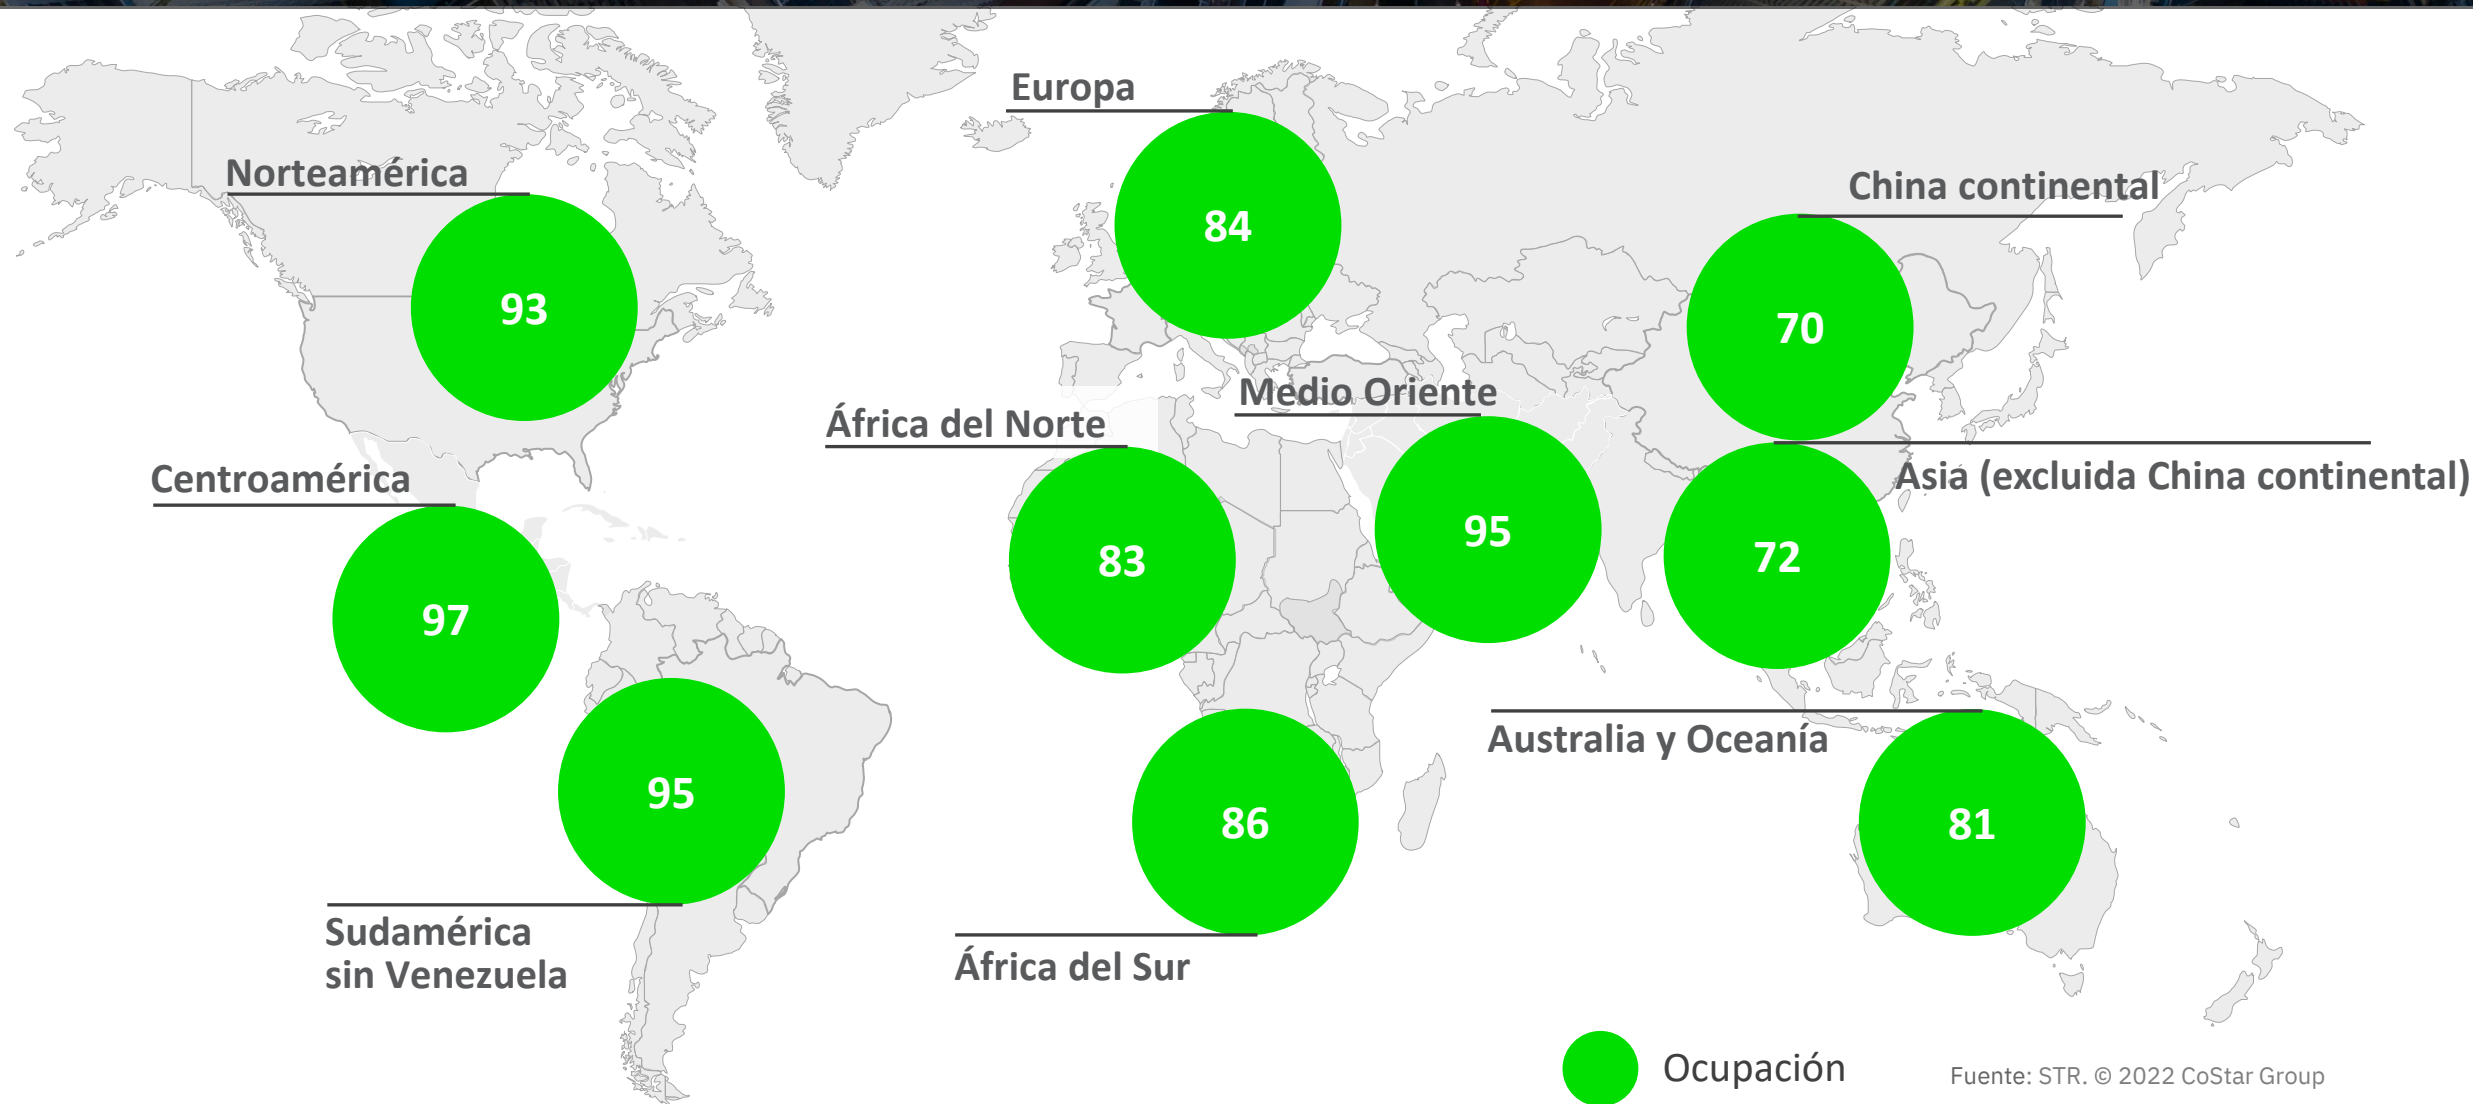 Europa
84
Norteamérica
93
China continental
70
Medio Oriente
95
África del Norte
83
Centroamérica
97
Asia (excluida China continental)
72
Australia y Oceanía
81
95
Sudamérica
sin Venezuela
86
África del Sur
Ocupación
Fuente: STR. © 2022 CoStar Group